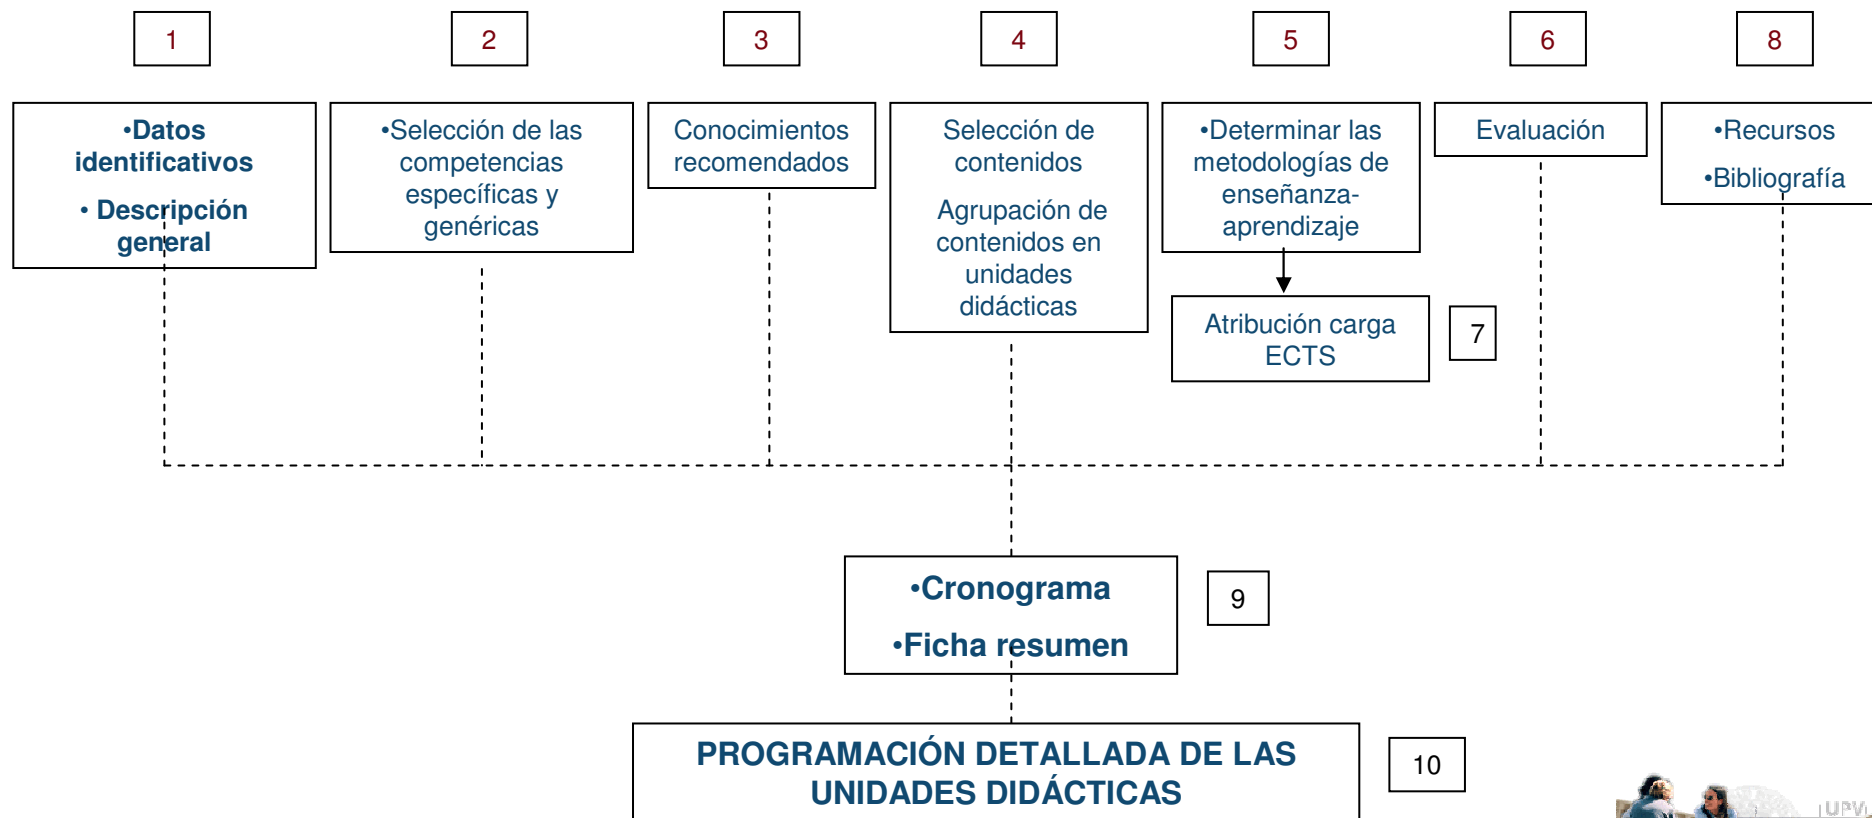 1
2
3
4
5
6
8
•Datos
identificativos
• Descripción
general
•Selección de las
competencias
específicas y
genéricas
Conocimientos
recomendados
Selección de
contenidos
Agrupación de
contenidos en
unidades
didácticas
•Determinar las
metodologías de
enseñanza-
aprendizaje
Evaluación
•Recursos
•Bibliografía
Atribución carga
ECTS
7
•Cronograma
•Ficha resumen
9
PROGRAMACIÓN DETALLADA DE LAS
UNIDADES DIDÁCTICAS
10
UPV